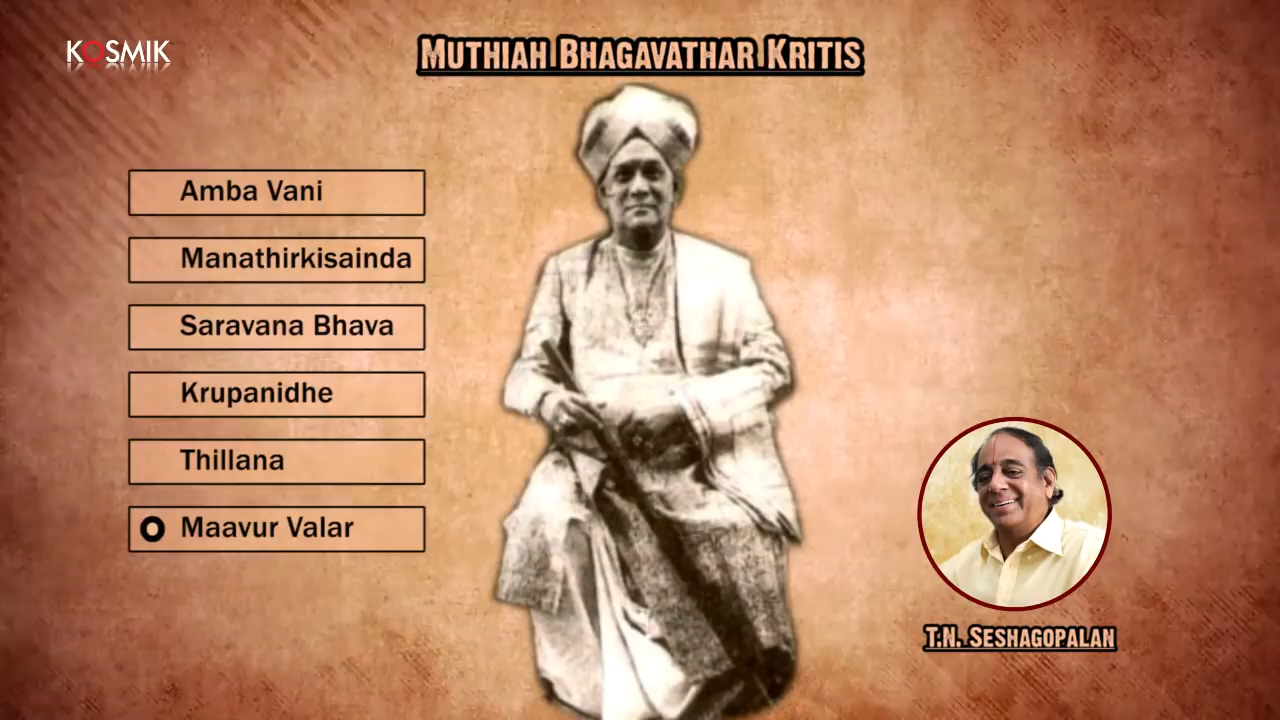 KOSMIK
MUTHIAH BHAGAVATHAR KRITIS
Amba Vani
Manathirkisainda
Saravana Bhava
Krupanidhe
Thillana
Maavur Valar
T.N. SESHAGOPALAN